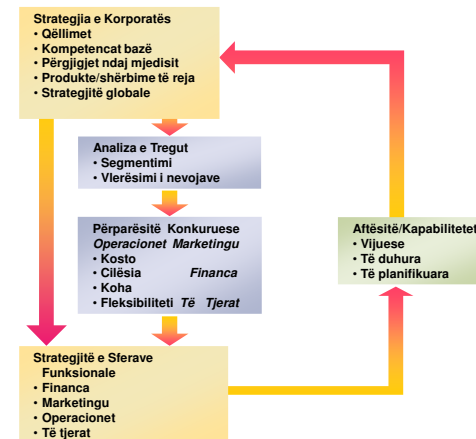 Strategjia e Korporatës
• Qëllimet
• Kompetencat bazë
• Përgjigjet ndaj mjedisit
• Produkte/shërbime të reja
• Strategjitë globale
Analiza e Tregut
• Segmentimi
• Vlerësimi i nevojave
Përparësitë Konkuruese
Operacionet Marketingu
• Kosto
• Cilësia Financa
• Koha
• Fleksibiliteti Të Tjerat
Aftësitë/Kapabilitetet
• Vijuese
• Të duhura
• Të planifikuara
Strategjitë e Sferave
Funksionale
• Financa
• Marketingu
• Operacionet
• Të tjerat